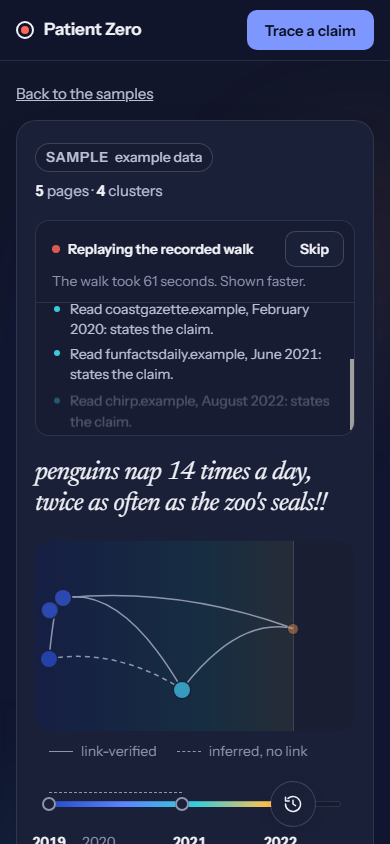 Patient Zero
Trace a claim
Back to the samples
SAMPLE example data
5 pages · 4 clusters
Replaying the recorded walk
Skip
The walk took 61 seconds. Shown faster.
Read coastgazette.example, February
2020: states the claim.
Read funfactsdaily.example, June 2021:
states the claim.
Read chirp.example, August 2022: states
the claim.
penguins nap 14 times a day,
twice as often as the zoo's seals!!
link-verified
inferred, no link
2019 2020 2021 2022